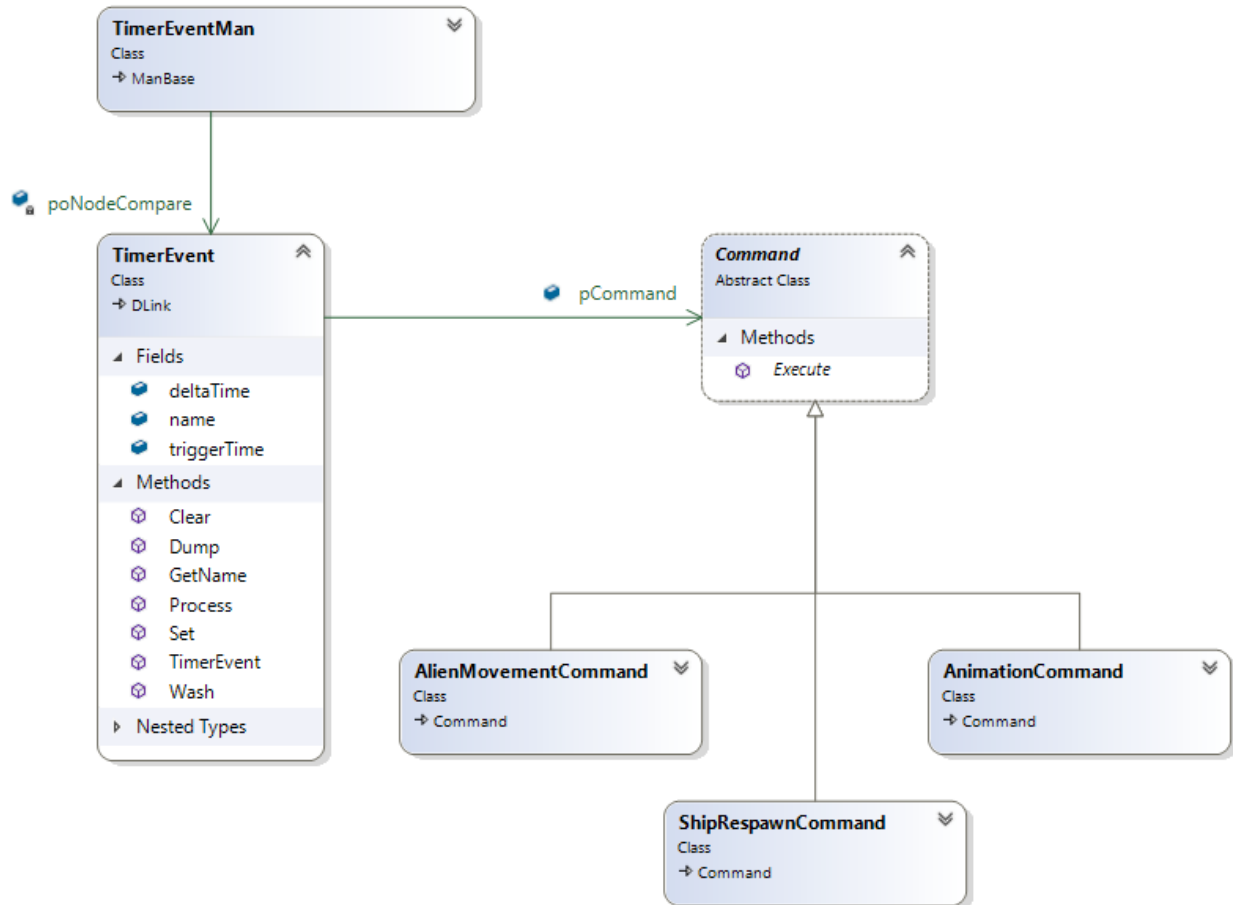 TimerEventMan
Class
ManBase
poNodeCompare
TimerEvent
Class
DLink
Fields
deltaTime
name
triggerTime
Methods
Clear
Dump
GetName
Process
Set
TimerEvent
Wash
Nested Types
pCommand
Command
Abstract Class
Methods
Execute
AlienMovementCommand
Class
Command
AnimationCommand
Class
Command
ShipRespawnCommand
Class
Command